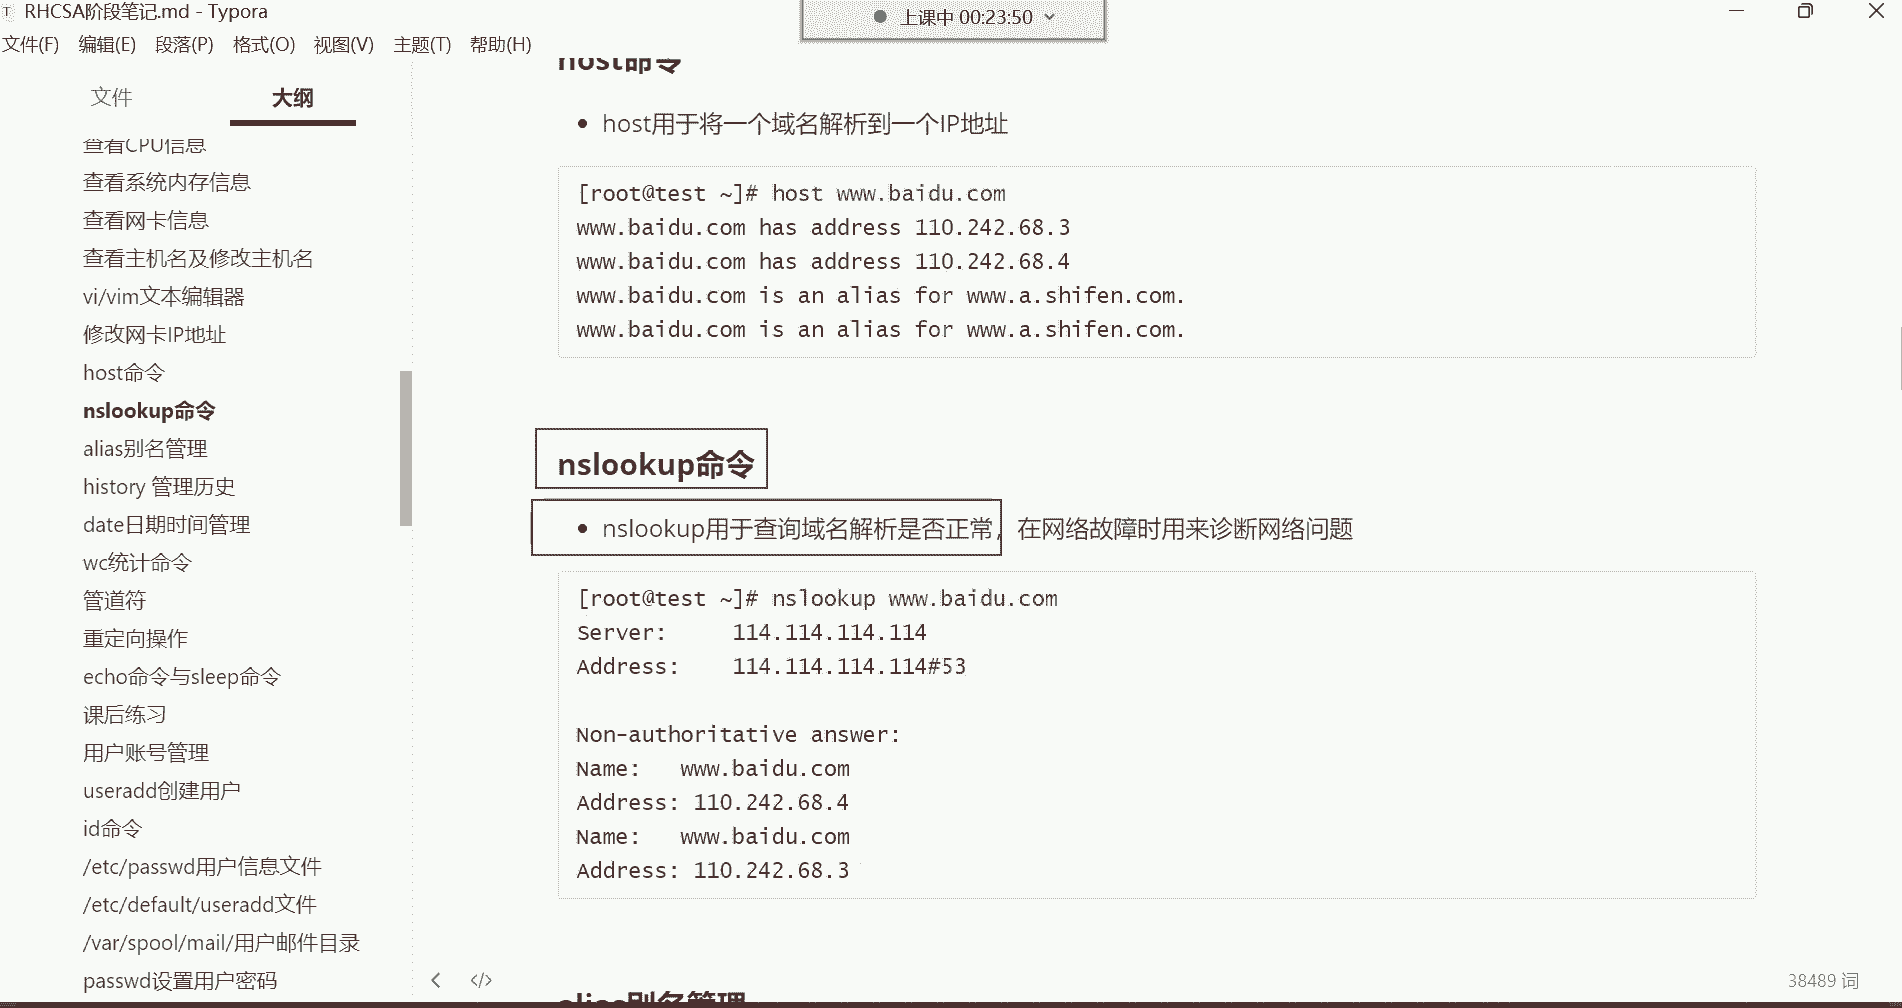 RHCSA阶段笔记.md - Typora
上课中 00:23:50
文件(F) 编辑(E) 段落(P) 格式(O) 视图(V) 主题(T) 帮助(H)
文件 大纲
查看CPU信息
查看系统内存信息
查看网卡信息
查看主机名及修改主机名
vi/vim文本编辑器
修改网卡IP地址
host命令
nslookup命令
alias别名管理
history 管理历史
date日期时间管理
wc统计命令
管道符
重定向操作
echo命令与sleep命令
课后练习
用户账号管理
useradd创建用户
id命令
/etc/passwd用户信息文件
/etc/default/useradd文件
/var/spool/mail/用户邮件目录
passwd设置用户密码
host命令
host用于将一个域名解析到一个IP地址
[root@test ~]# host www.baidu.com
www.baidu.com has address 110.242.68.3
www.baidu.com has address 110.242.68.4
www.baidu.com is an alias for www.a.shifen.com.
www.baidu.com is an alias for www.a.shifen.com.
nslookup命令
nslookup用于查询域名解析是否正常，在网络故障时用来诊断网络问题
[root@test ~]# nslookup www.baidu.com
Server: 114.114.114.114
Address: 114.114.114.114#53
Non-authoritative answer:
Name: www.baidu.com
Address: 110.242.68.4
Name: www.baidu.com
Address: 110.242.68.3
alias别名管理
38489 词